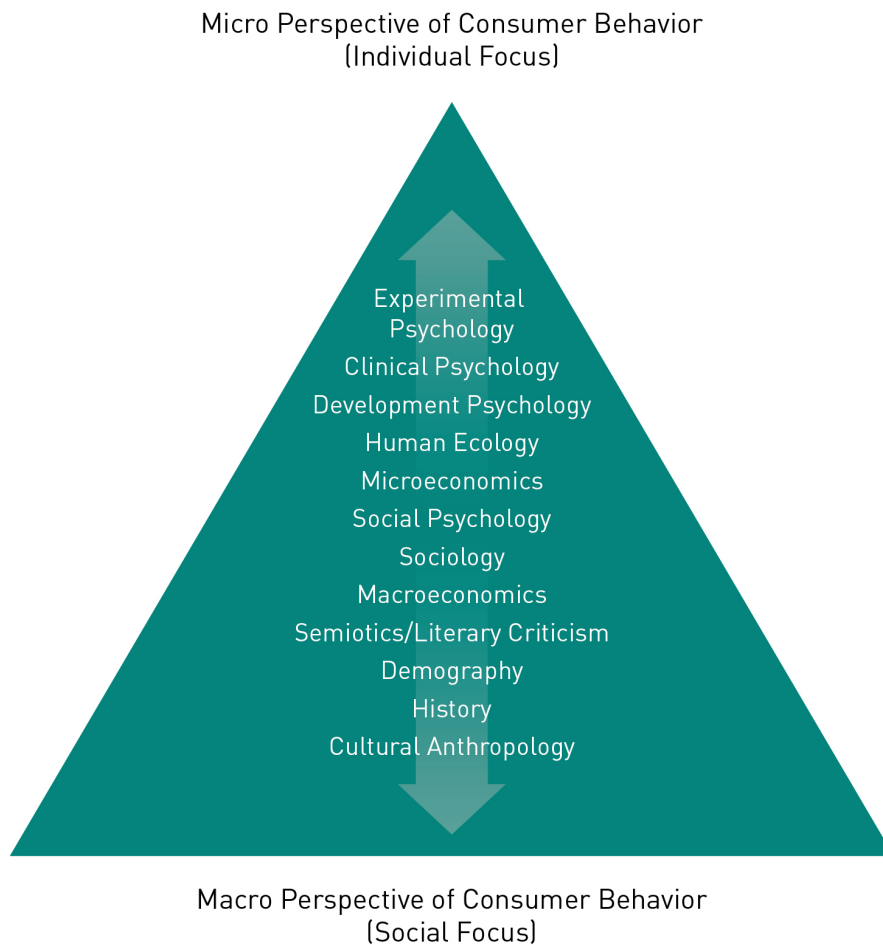 Micro Perspective of Consumer Behavior
(Individual Focus)
Experimental
Psychology
Clinical Psychology
Development Psychology
Human Ecology
Microeconomics
Social Psychology
Sociology
Macroeconomics
Semiotics/Literary Criticism
Demography
History
Cultural Anthropology
Macro Perspective of Consumer Behavior
(Social Focus)